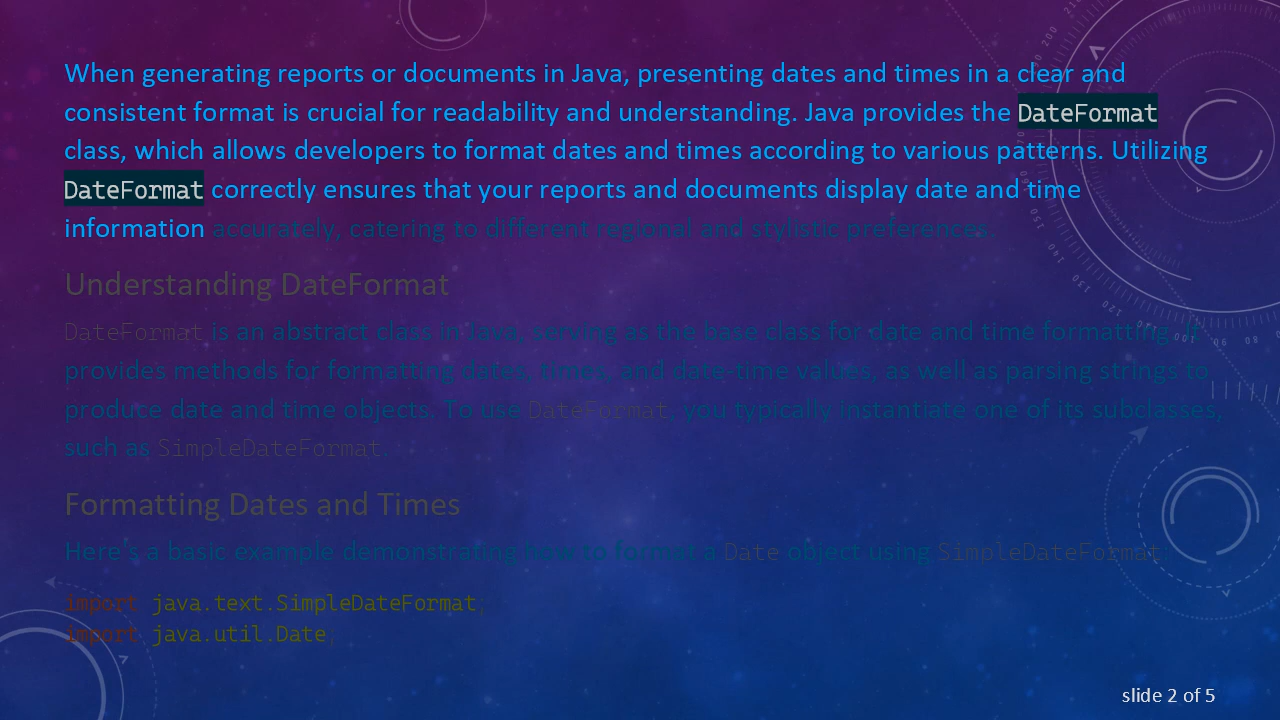 When generating reports or documents in Java, presenting dates and times in a clear and
consistent format is crucial for readability and understanding. Java provides the DateFormat
class, which allows developers to format dates and times according to various patterns. Utilizing
DateFormat correctly ensures that your reports and documents display date and time
information accurately, catering to different regional and stylistic preferences.
Understanding DateFormat
DateFormat is an abstract class in Java, serving as the base class for date and time formatting. It
provides methods for formatting dates, times, and date-time values, as well as parsing strings to
produce date and time objects. To use DateFormat, you typically instantiate one of its subclasses,
such as SimpleDateFormat.
Formatting Dates and Times
Here's a basic example demonstrating how to format a Date object using SimpleDateFormat:
import java.text.SimpleDateFormat;
import java.util.Date;
slide 2 of 5